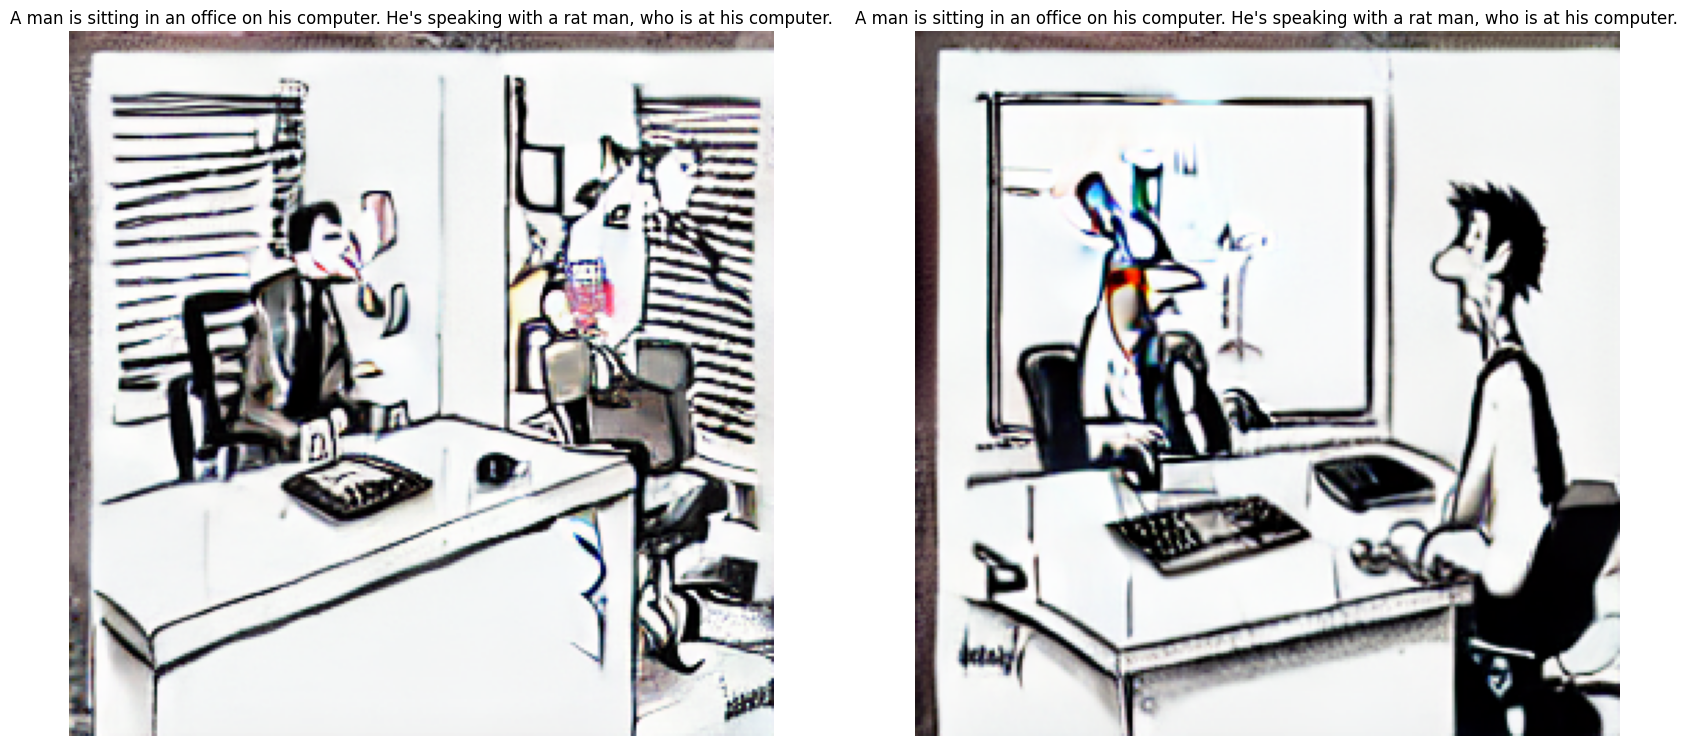 A man is sitting in an office on his computer. He's speaking with a rat man, who is at his computer.
A man is sitting in an office on his computer. He's speaking with a rat man, who is at his computer.